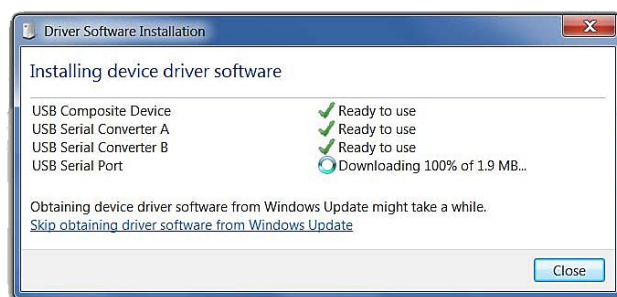 Driver Software Installation
Installing device driver software
USB Composite Device Ready to use
USB Serial Converter A Ready to use
USB Serial Converter B Ready to use
USB Serial Port Downloading 100% of 1.9 MB...
Obtaining device driver software from Windows Update might take a while.
Skip obtaining driver software from Windows Update
Close